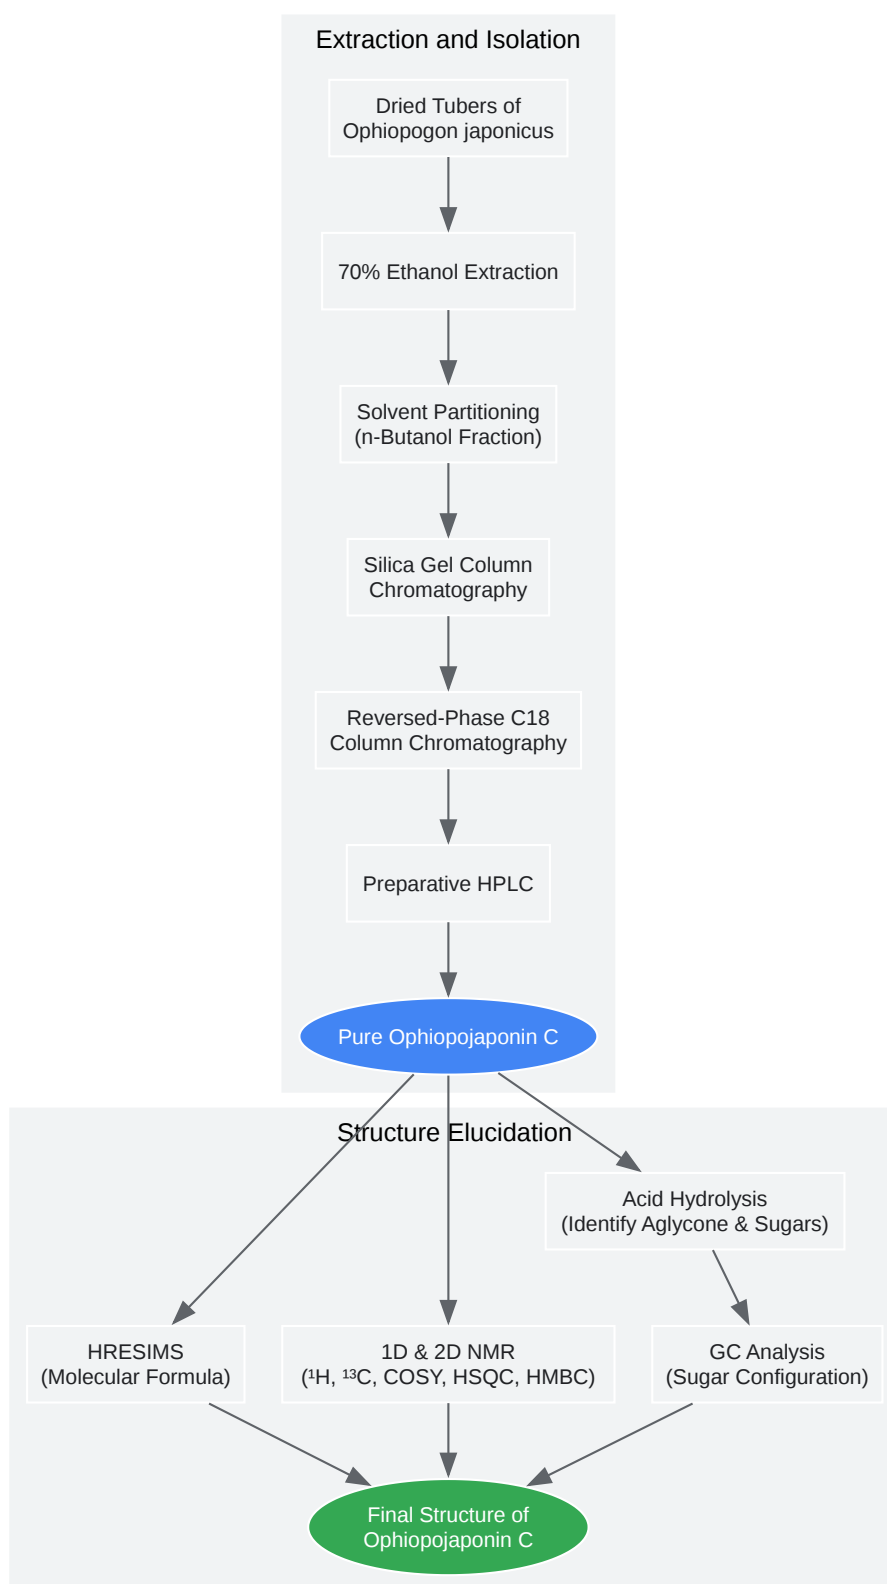 Extraction and Isolation
Dried Tubers of
Ophiopogon japonicus
70% Ethanol Extraction
Solvent Partitioning
(n-Butanol Fraction)
Silica Gel Column
Chromatography
Reversed-Phase C18
Column Chromatography
Preparative HPLC
Pure Ophiopojaponin C
Structure Elucidation
Acid Hydrolysis
(Identify Aglycone & Sugars)
HRESIMS
(Molecular Formula)
1D & 2D NMR
(¹H, ¹³C, COSY, HSQC, HMBC)
GC Analysis
(Sugar Configuration)
Final Structure of
Ophiopojaponin C